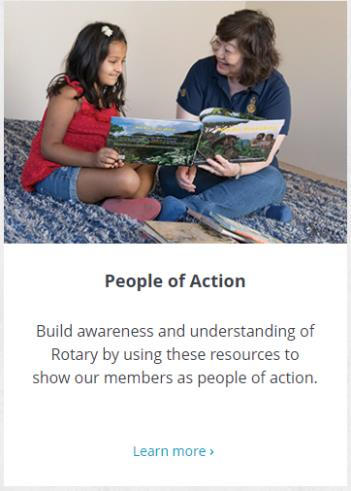 People of Action
Build awareness and understanding of
Rotary by using these resources to
show our members as people of action.
Learn more ›